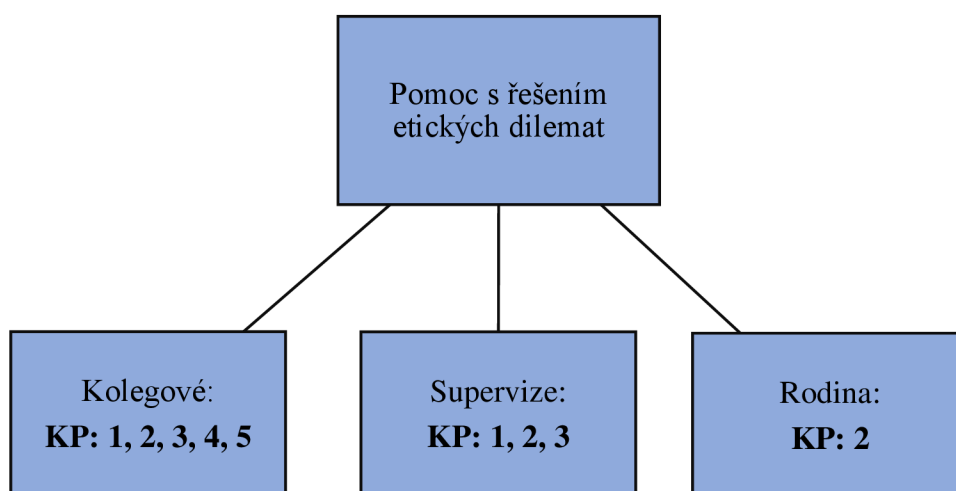 Pomoc s řešením
etických dilemat
Kolegové:
KP: 1, 2, 3, 4, 5
Supervize:
KP: 1, 2, 3
Rodina:
KP: 2